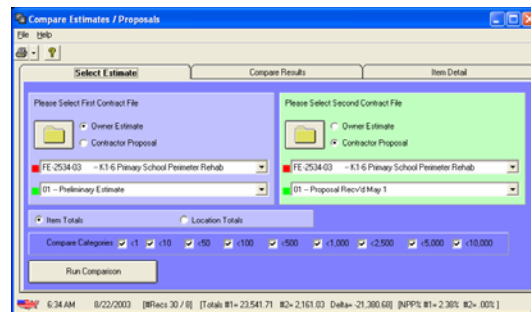 Compare Estimates / Proposals
File Help
Select Estimate
Compare Results
Item Detail
Please Select First Contract File
Owner Estimate
Contractor Proposal
FE-2534-03 - K1-6 Primary School Perimeter Rehab
01 -- Preliminary Estimate
Please Select Second Contract File
Owner Estimate
Contractor Proposal
FE-2534-03 - K1-6 Primary School Perimeter Rehab
01 -- Proposal Recv'd May 1
Item Totals Location Totals
Compare Categories <1 <10 <50 <100 <500 <1,000 <2,500 <5,000 <10,000
Run Comparison
6:34 AM 8/22/2003 [#Recs 30 / 8] [Totals #1= 23,541.71 #2= 2,161.03 Delta= -21,380.68] [NPP% #1= 2.38% #2= .00% ]